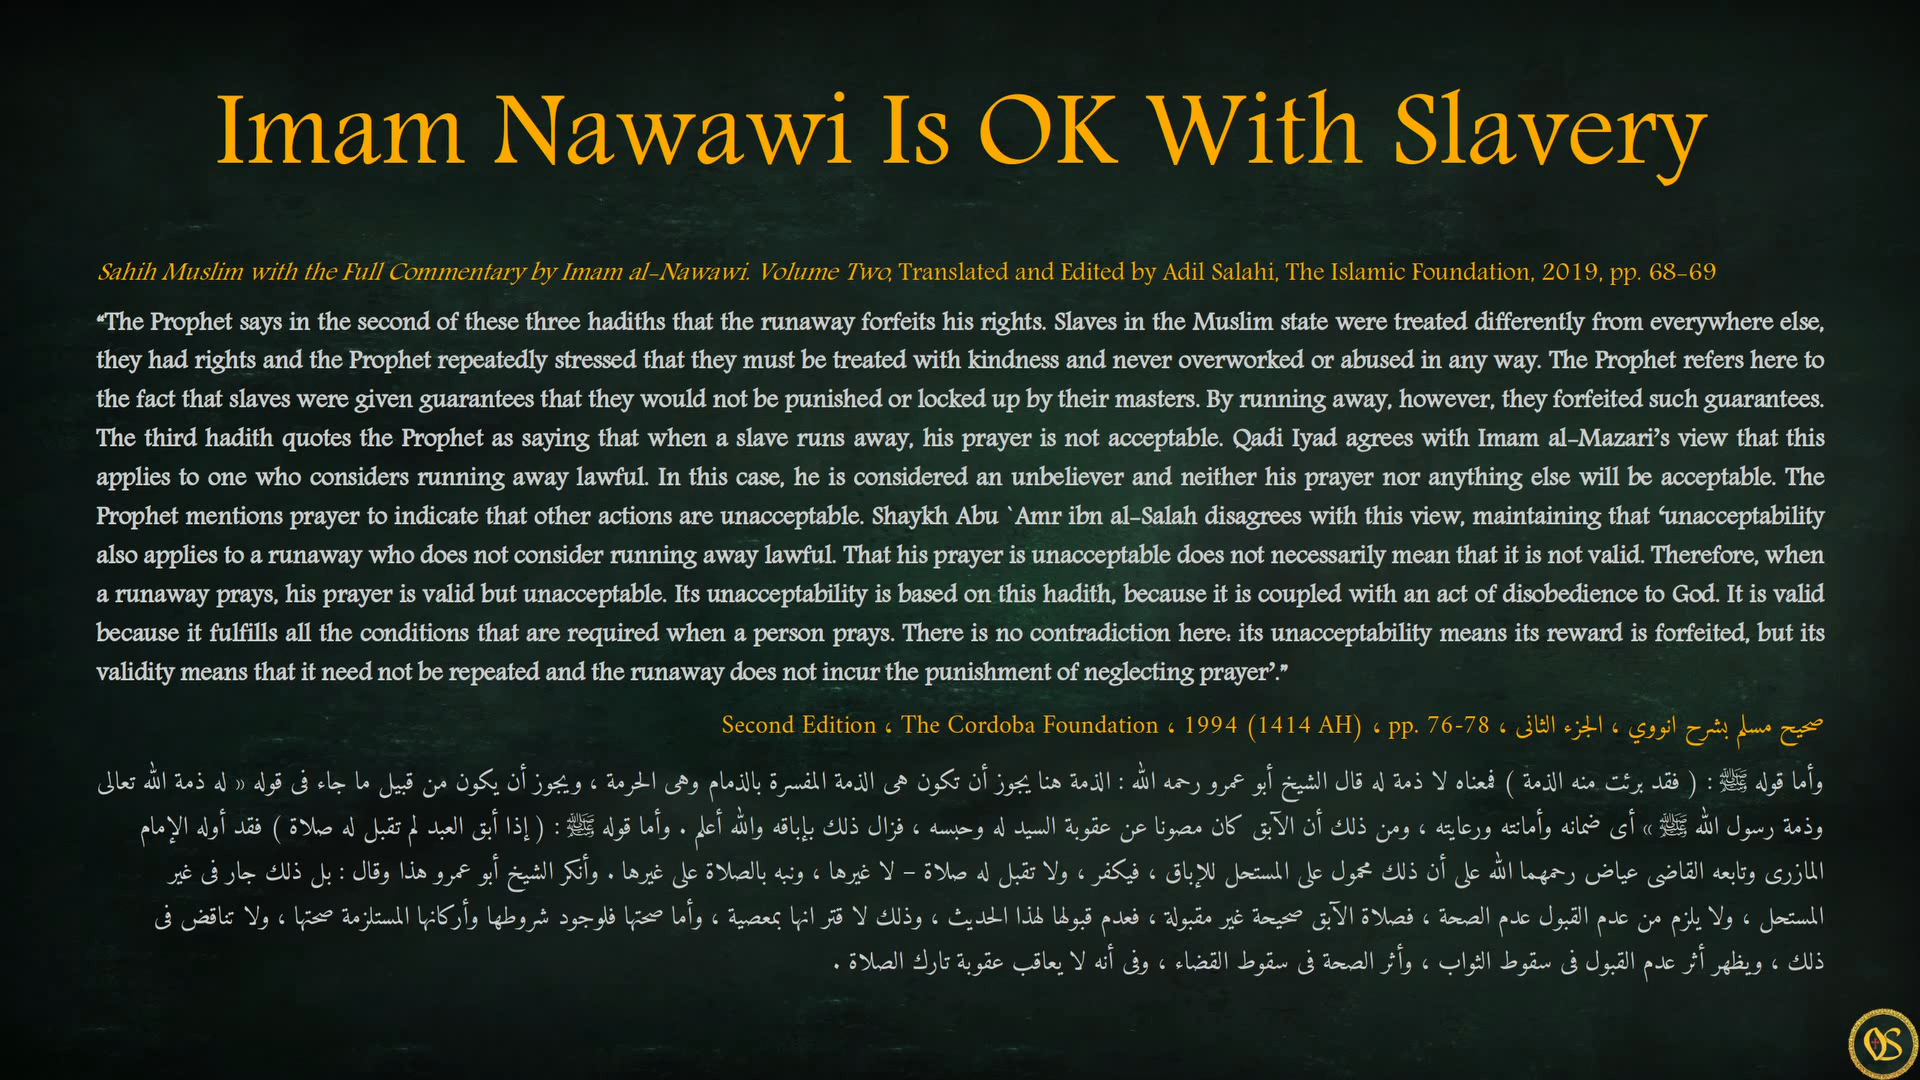 Imam Nawawi Is OK With Slavery
Sahih Muslim with the Full Commentary by Imam al-Nawawi. Volume Two, Translated and Edited by Adil Salahi, The Islamic Foundation, 2019, pp. 68-69
“The Prophet says in the second of these three hadiths that the runaway forfeits his rights. Slaves in the Muslim state were treated differently from everywhere else,
they had rights and the Prophet repeatedly stressed that they must be treated with kindness and never overworked or abused in any way. The Prophet refers here to
the fact that slaves were given guarantees that they would not be punished or locked up by their masters. By running away, however, they forfeited such guarantees.
The third hadith quotes the Prophet as saying that when a slave runs away, his prayer is not acceptable. Qadi Iyad agrees with Imam al-Mazari’s view that this
applies to one who considers running away lawful. In this case, he is considered an unbeliever and neither his prayer nor anything else will be acceptable. The
Prophet mentions prayer to indicate that other actions are unacceptable. Shaykh Abu `Amr ibn al-Salah disagrees with this view, maintaining that ‘unacceptability
also applies to a runaway who does not consider running away lawful. That his prayer is unacceptable does not necessarily mean that it is not valid. Therefore, when
a runaway prays, his prayer is valid but unacceptable. Its unacceptability is based on this hadith, because it is coupled with an act of disobedience to God. It is valid
because it fulfills all the conditions that are required when a person prays. There is no contradiction here: its unacceptability means its reward is forfeited, but its
validity means that it need not be repeated and the runaway does not incur the punishment of neglecting prayer’.”
صحيح مسلم بشرح انووي ، الجزء الثانى ، Second Edition ، The Cordoba Foundation ، 1994 (1414 AH) ، pp. 76-78
وأما قوله ﷺ : ( فقد برئت منه الذمة ) فمعناه لا ذمة له قال الشيخ أبو عمرو رحمه الله : الذمة هنا يجوز أن تكون هى الذمة المفسرة بالذمام وهى الحرمة ، ويجوز أن يكون من قبيل ما جاء فى قوله « له ذمة الله تعالى
وذمة رسول الله ﷺ » أى ضمانه وأمانته ورعايته ، ومن ذلك أن الآبق كان مصونا عن عقوبة السيد له وحبسه ، فزال ذلك بإباقه والله أعلم . وأما قوله ﷺ : ( إذا أبق العبد لم تقبل له صلاة ) فقد أوله الإمام
المازرى وتابعه القاضى عياض رحمهما الله على أن ذلك محمول على المستحل للإباق ، فيكفر ، ولا تقبل له صلاة – لا غيرها ، ونبه بالصلاة على غيرها . وأنكر الشيخ أبو عمرو هذا وقال : بل ذلك جار فى غير
المستحل ، ولا يلزم من عدم القبول عدم الصحة ، فصلاة الآبق صحيحة غير مقبولة ، فعدم قبولها لهذا الحديث ، وذلك لا قتر انها بمعصية ، وأما صحتها فلوجود شروطها وأركانها المستلزمة صحتها ، ولا تناقض فى
ذلك ، ويظهر أثر عدم القبول فى سقوط الثواب ، وأثر الصحة فى سقوط القضاء ، وفى أنه لا يعاقب عقوبة تارك الصلاة .